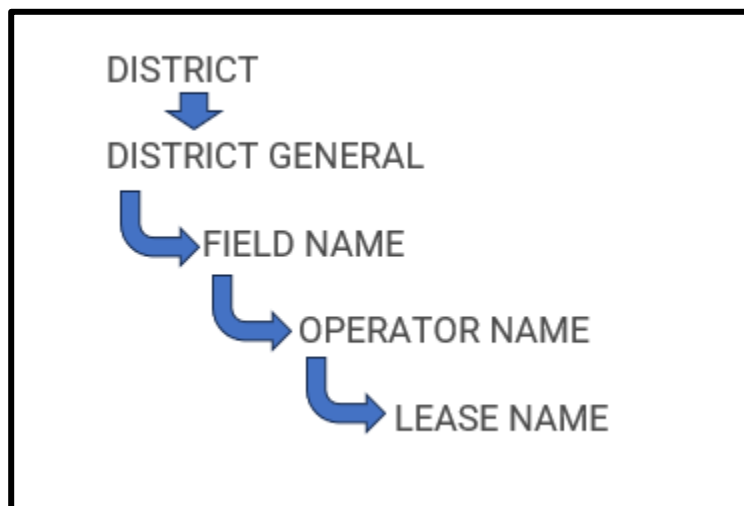 DISTRICT
DISTRICT GENERAL
FIELD NAME
OPERATOR NAME
LEASE NAME